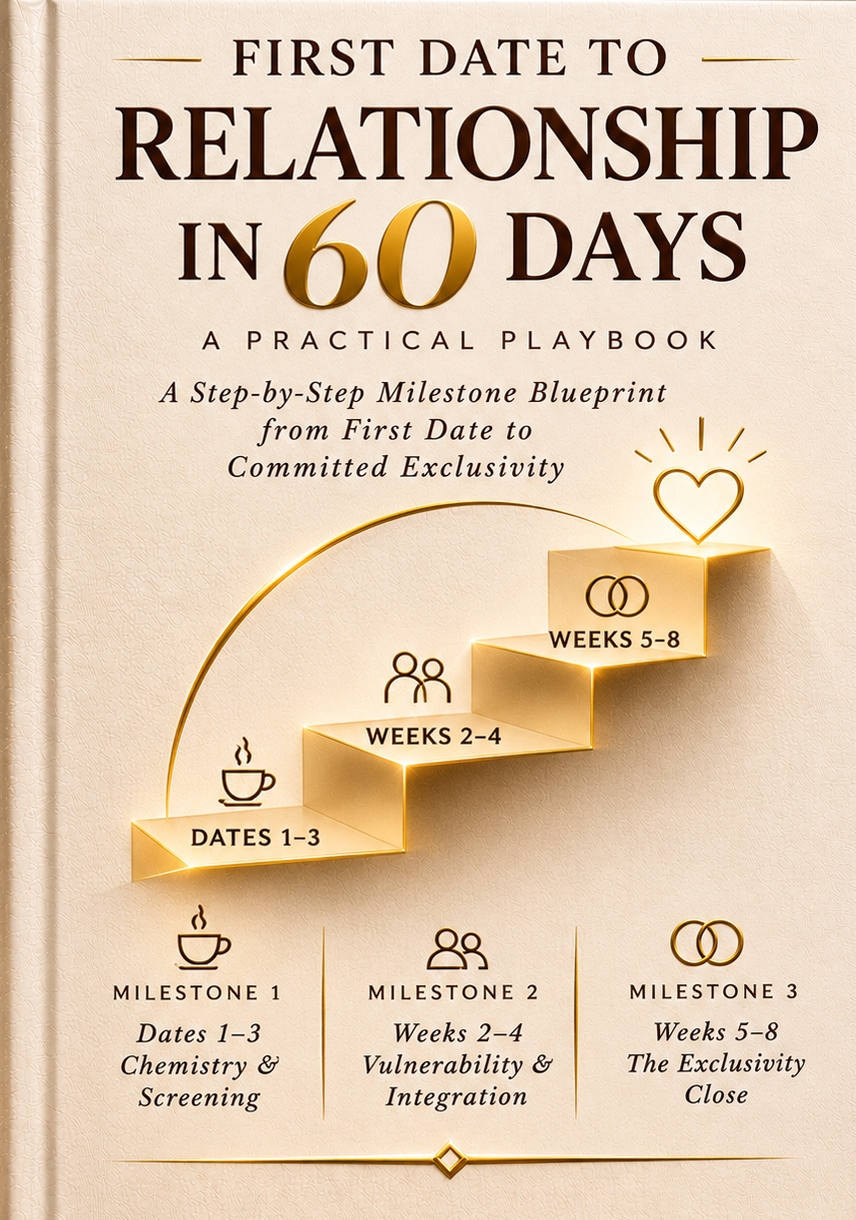 FIRST DATE TO
RELATIONSHIP
IN 60 DAYS
A PRACTICAL PLAYBOOK
A Step-by-Step Milestone Blueprint
from First Date to
Committed Exclusivity
WEEKS 5–8
WEEKS 2–4
DATES 1–3
MILESTONE 1
Dates 1–3
Chemistry &
Screening
MILESTONE 2
Weeks 2–4
Vulnerability &
Integration
MILESTONE 3
Weeks 5–8
The Exclusivity
Close